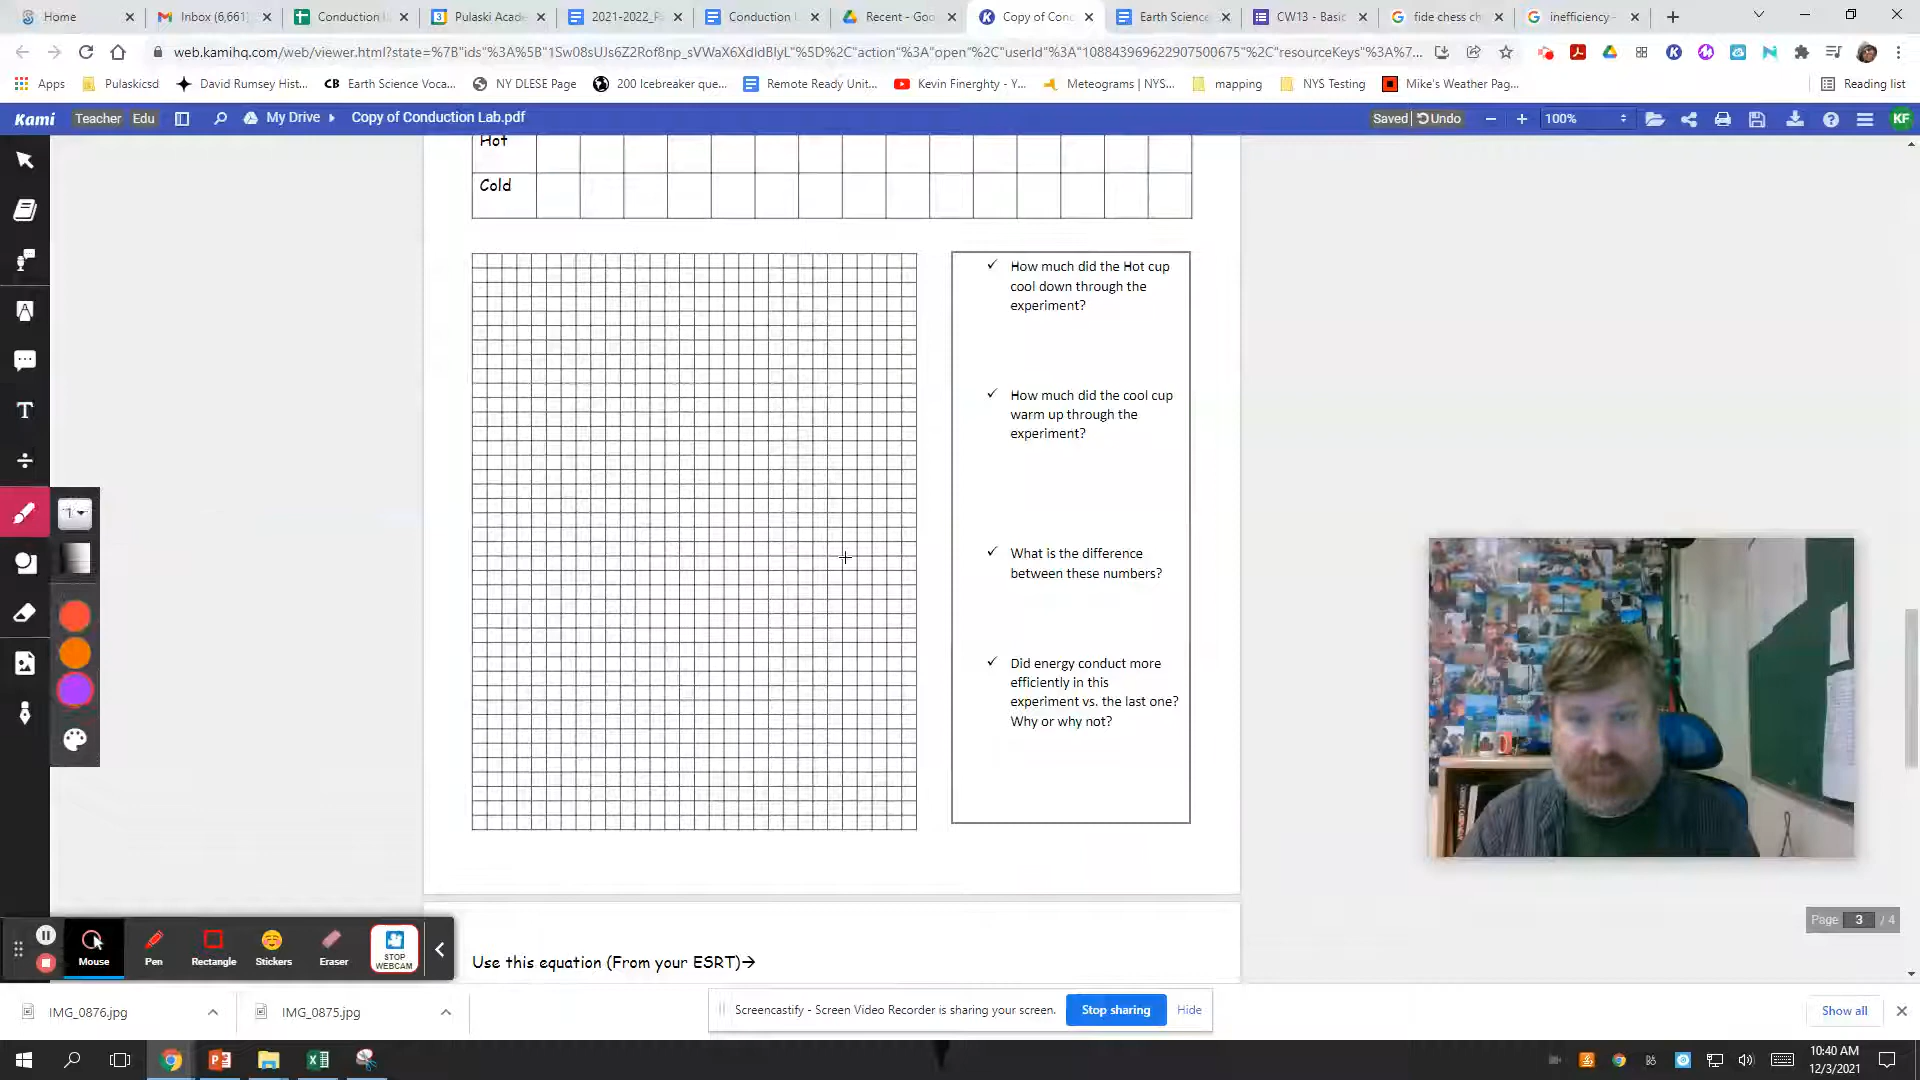 Home
Inbox (6,661)
Conduction
Pulaski Acade
2021-2022_P
Conduction
Recent - Goo
Copy of Cond
Earth Science
CW13 - Basic
fide chess ch
inefficiency -
web.kamihq.com/web/viewer.html?state=%7B"ids"%3A%5B"1Sw08sUJs6Z2Rof8np_sVWaX6XdIdBIyL"%5D%2C"action"%3A"open"%2C"userId"%3A"108843969622907500675"%2C"resourceKeys"%3A%7...
Apps
Pulaskicsd
David Rumsey Hist...
CB Earth Science Voca...
NY DLESE Page
200 Icebreaker que...
Remote Ready Unit...
Kevin Finerghty - Y...
Meteograms | NYS...
mapping
NYS Testing
Mike's Weather Pag...
Reading list
Kami
Teacher
Edu
My Drive
Copy of Conduction Lab.pdf
Saved
Undo
100%
KF
Hot
Cold
✓ How much did the Hot cup
cool down through the
experiment?
✓ How much did the cool cup
warm up through the
experiment?
✓ What is the difference
between these numbers?
✓ Did energy conduct more
efficiently in this
experiment vs. the last one?
Why or why not?
Page 3 / 4
Use this equation (From your ESRT)→
Mouse
Pen
Rectangle
Stickers
Eraser
STOP
WEBCAM
IMG_0876.jpg
IMG_0875.jpg
Screencastify - Screen Video Recorder is sharing your screen.
Stop sharing
Hide
Show all
10:40 AM
12/3/2021